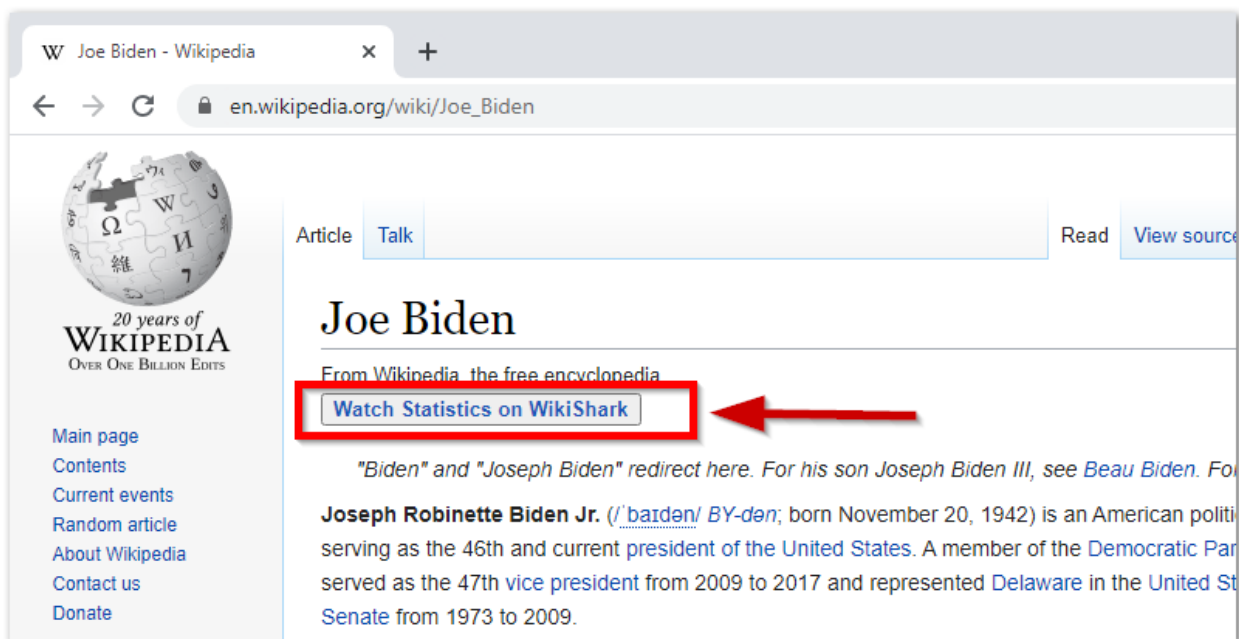 Joe Biden - Wikipedia
en.wikipedia.org/wiki/Joe_Biden
Ω W И 維 7
20 years of
WIKIPEDIA
OVER ONE BILLION EDITS
Main page
Contents
Current events
Random article
About Wikipedia
Contact us
Donate
Article Talk Read View source
Joe Biden
From Wikipedia, the free encyclopedia
Watch Statistics on WikiShark
"Biden" and "Joseph Biden" redirect here. For his son Joseph Biden III, see Beau Biden. Fo
Joseph Robinette Biden Jr. (/ˈbaɪdən/ BY-dən; born November 20, 1942) is an American politi
serving as the 46th and current president of the United States. A member of the Democratic Par
served as the 47th vice president from 2009 to 2017 and represented Delaware in the United St
Senate from 1973 to 2009.